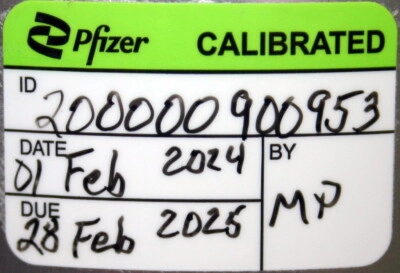 Pfizer CALIBRATED
ID 200000900953
DATE 01 Feb 2024
BY MP
DUE 28 Feb 2025